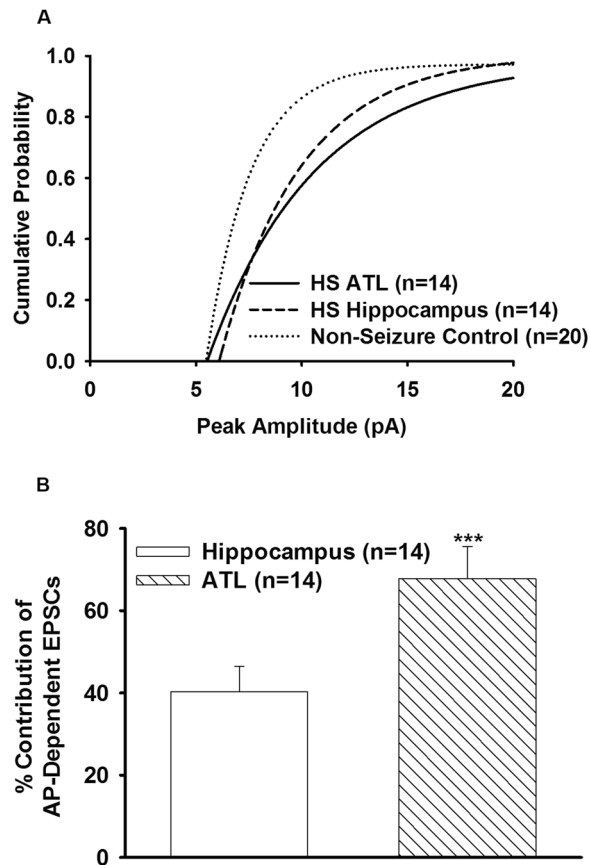 A
Cumulative Probability
1.0
0.8
0.6
0.4
0.2
0.0
HS ATL (n=14)
HS Hippocampus (n=14)
Non-Seizure Control (n=20)
0 5 10 15 20
Peak Amplitude (pA)
B
% Contribution of
AP-Dependent EPSCs
80
60
40
20
0
Hippocampus (n=14)
ATL (n=14)
***